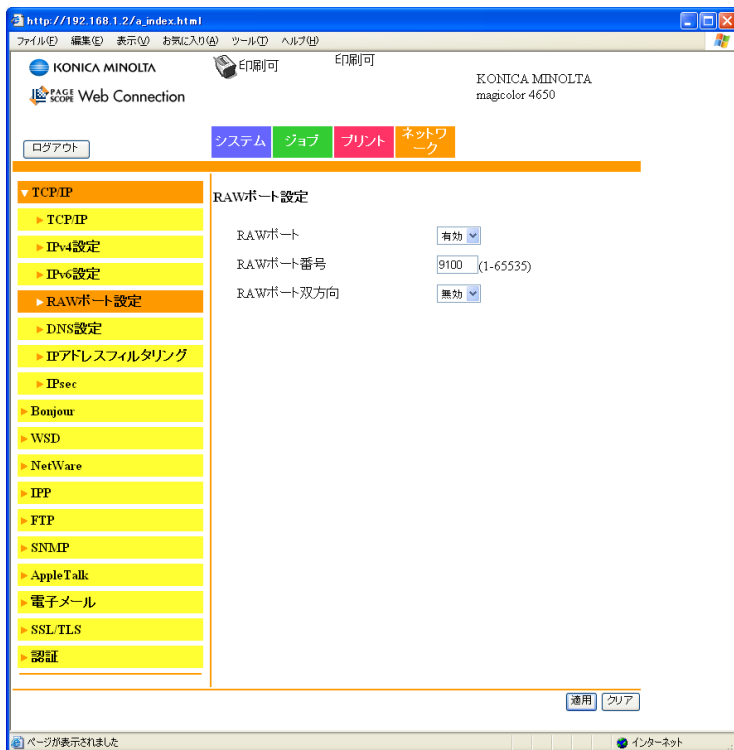 http://192.168.1.2/a_index.html
ファイル(F) 編集(E) 表示(V) お気に入り(A) ツール(T) ヘルプ(H)
KONICA MINOLTA
印刷可
印刷可
KONICA MINOLTA
magicolor 4650
PAGE SCOPE Web Connection
ログアウト
システム
ジョブ
プリント
ネットワ
ーク
TCP/IP
TCP/IP
IPv4設定
IPv6設定
RAWポート設定
DNS設定
IPアドレスフィルタリング
IPsec
Bonjour
WSD
NetWare
IPP
FTP
SNMP
AppleTalk
電子メール
SSL/TLS
認証
RAWポート設定
RAWポート 有効
RAWポート番号 9100 (1-65535)
RAWポート双方向 無効
適用 クリア
ページが表示されました インターネット